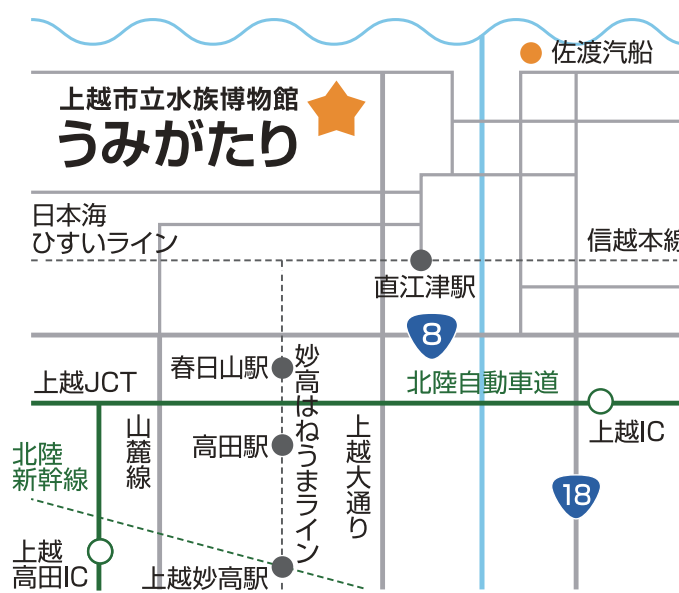 佐渡汽船
上越市立水族博物館
うみがたり
日本海
ひすいライン
信越本線
直江津駅
8
春日山駅
妙高はねうまライン
上越JCT
北陸自動車道
上越IC
山麓線
高田駅
上越大通り
北陸
新幹線
18
上越
高田IC
上越妙高駅